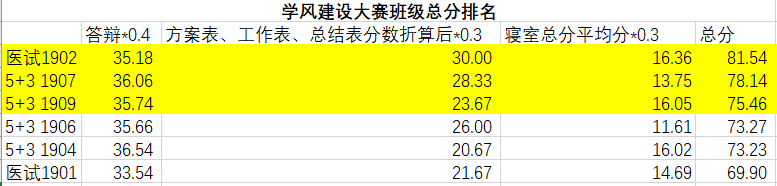 学风建设大赛班级总分排名
答辩*0.4 方案表、工作表、总结表分数折算后*0.3 寝室总分平均分*0.3 总分
医试1902 35.18 30.00 16.36 81.54
5+3 1907 36.06 28.33 13.75 78.14
5+3 1909 35.74 23.67 16.05 75.46
5+3 1906 35.66 26.00 11.61 73.27
5+3 1904 36.54 20.67 16.02 73.23
医试1901 33.54 21.67 14.69 69.90